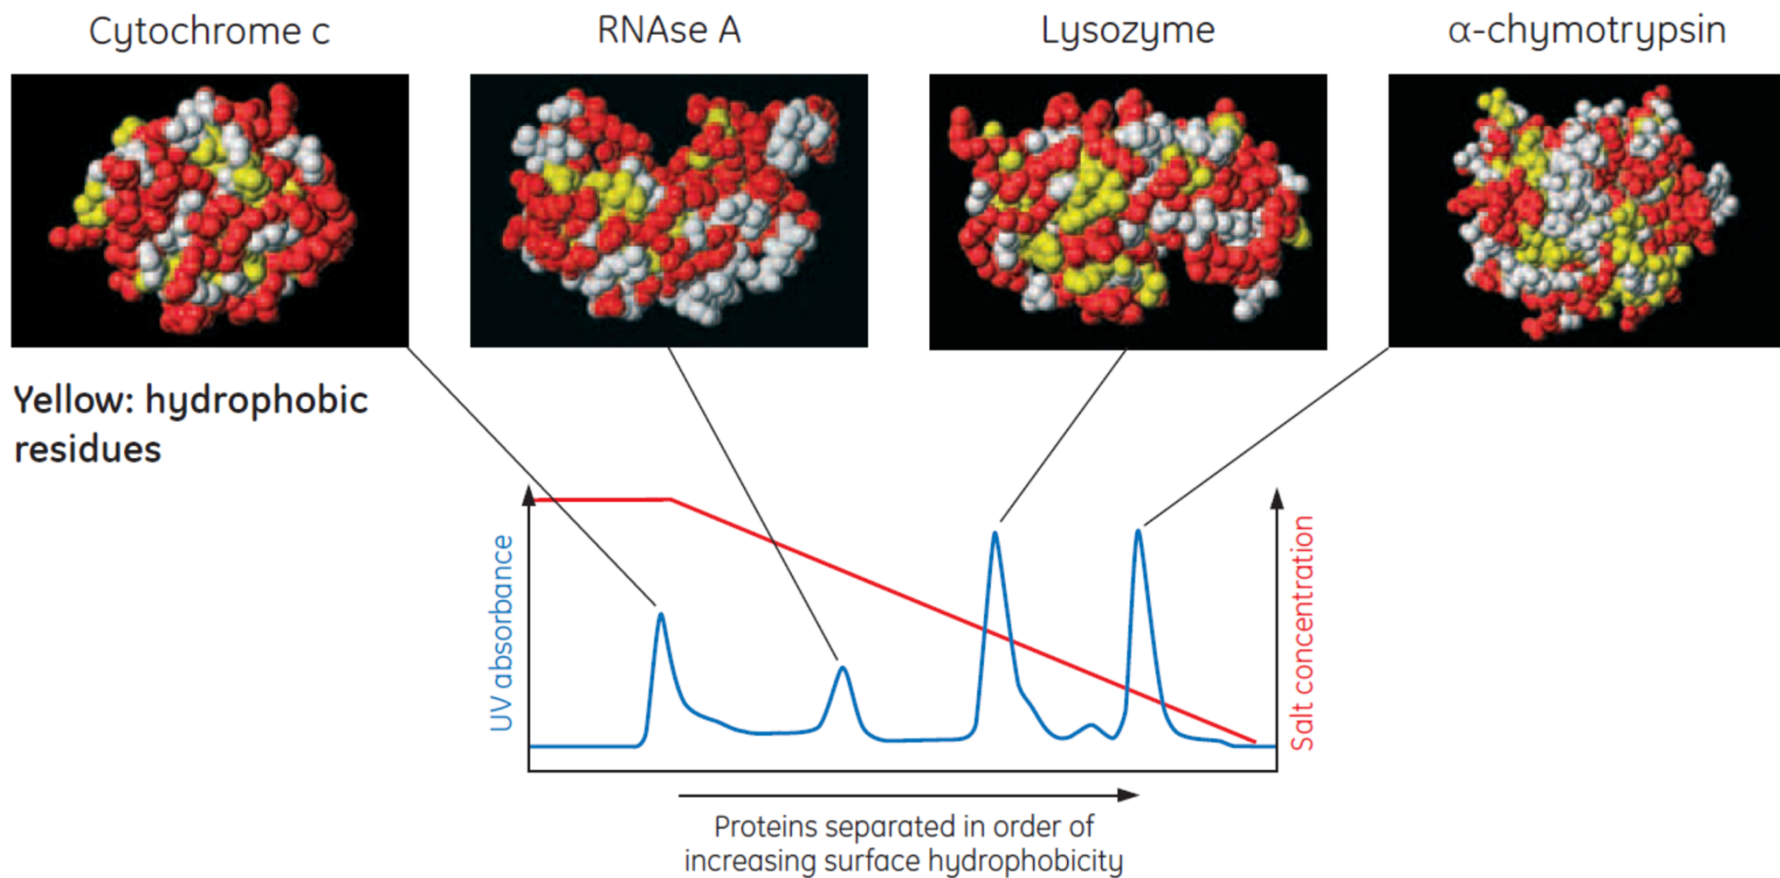 Cytochrome c
RNAse A
Lysozyme
α-chymotrypsin
Yellow: hydrophobic
residues
UV absorbance
Salt concentration
Proteins separated in order of
increasing surface hydrophobicity